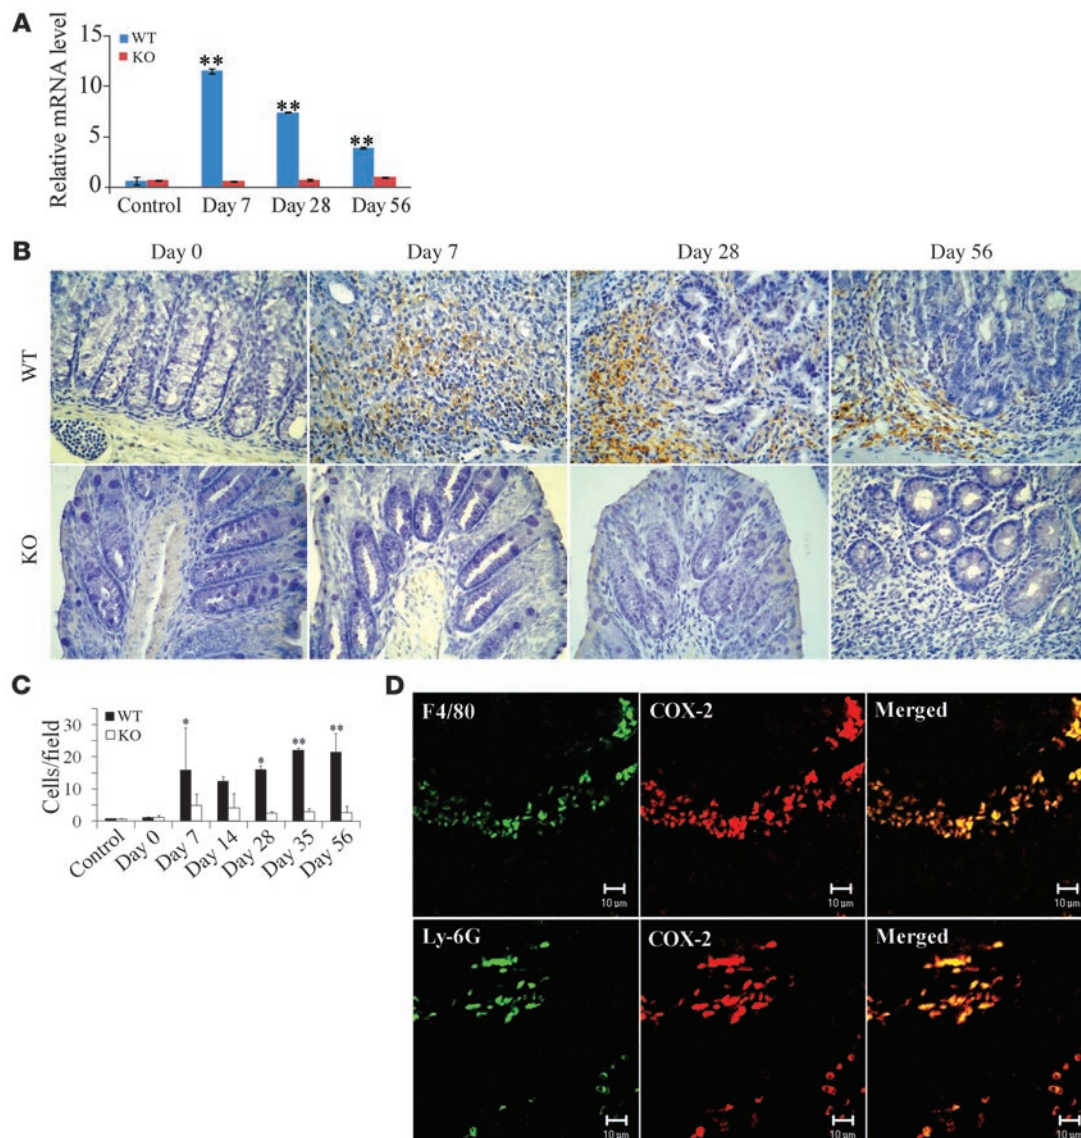 A
WT
KO
Relative mRNA level
15
10
5
0
**
**
**
Control Day 7 Day 28 Day 56
B
Day 0 Day 7 Day 28 Day 56
WT
KO
C
WT
KO
Cells/field
30
20
10
0
*
*
**
**
Control Day 0 Day 7 Day 14 Day 28 Day 35 Day 56
D
F4/80 COX-2 Merged
10 µm 10 µm 10 µm
Ly-6G COX-2 Merged
10 µm 10 µm 10 µm